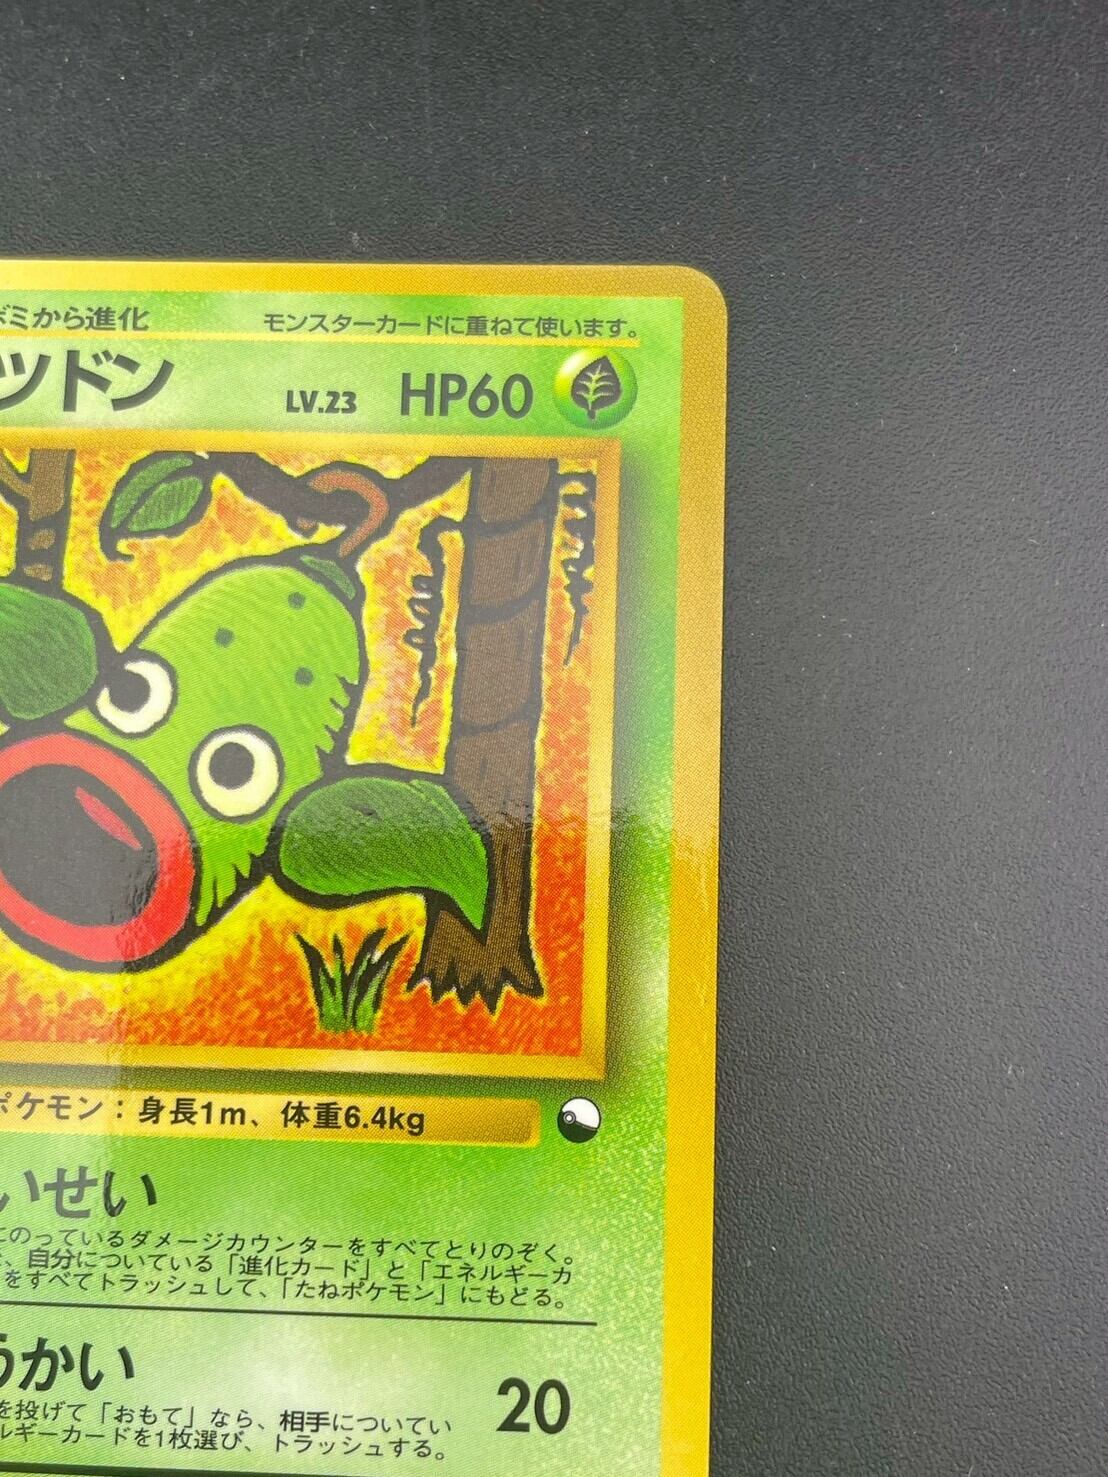 ボミから進化
モンスターカードに重ねて使います。
ツドン LV.23 HP60
ポケモン：身長1m、体重6.4kg
いせい
にのっているダメージカウンターをすべてとりのぞく。
、自分についている「進化カード」と「エネルギーカ
をすべてトラッシュして、「たねポケモン」にもどる。
うかい 20
を投げて「おもて」なら、相手についてい
ルギーカードを1枚選び、トラッシュする。